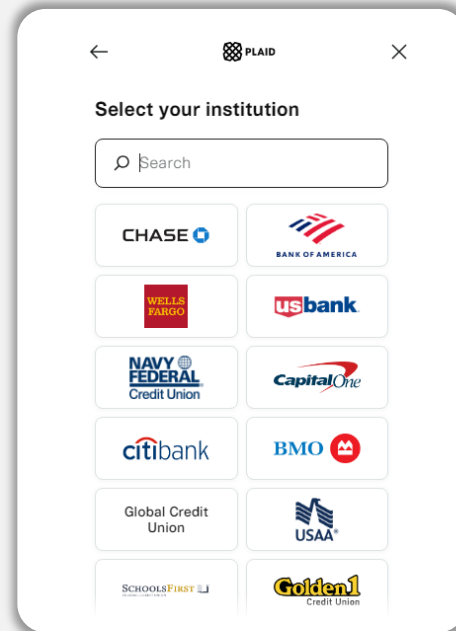 PLAID
Select your institution
Search
CHASE
BANK OF AMERICA
WELLS
FARGO
usbank
NAVY
FEDERAL
Credit Union
CapitalOne
citibank
BMO
Global Credit
Union
USAA®
SCHOOLSFIRST
Golden1
Credit Union